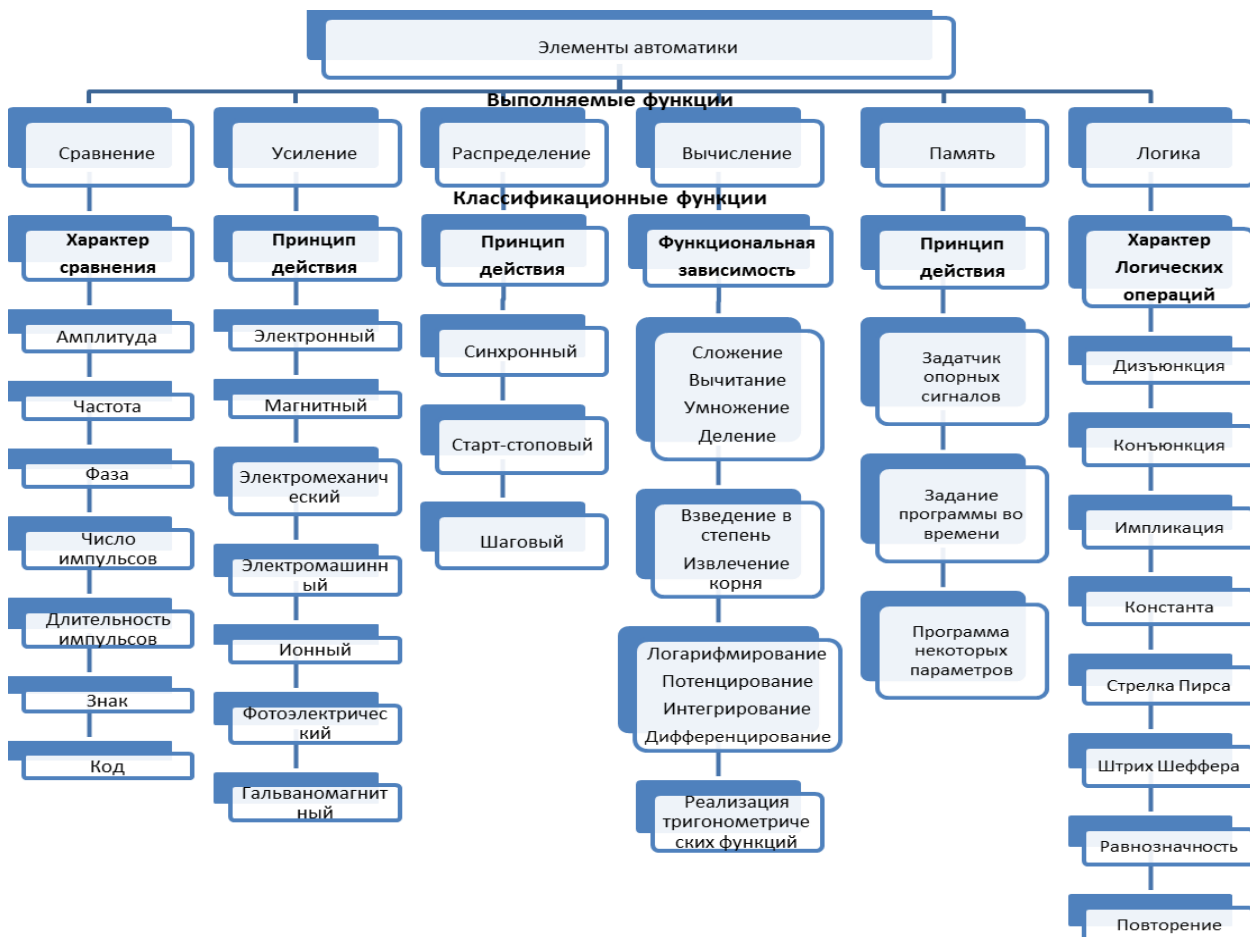 Элементы автоматики
Выполняемые функции
Сравнение
Усиление
Распределение
Вычисление
Память
Логика
Классификационные функции
Характер
сравнения
Амплитуда
Частота
Фаза
Число
импульсов
Длительность
импульсов
Знак
Код
Принцип
действия
Электронный
Магнитный
Электромеханич
еский
Электромашинн
ый
Ионный
Фотоэлектричес
кий
Гальваномагнит
ный
Принцип
действия
Синхронный
Старт-стоповый
Шаговый
Функциональная
зависимость
Сложение
Вычитание
Умножение
Деление
Взведение в
степень
Извлечение
корня
Логарифмирование
Потенцирование
Интегрирование
Дифференцирование
Реализация
тригонометриче
ских функций
Принцип
действия
Задатчик
опорных
сигналов
Задание
программы во
времени
Программа
некоторых
параметров
Характер
Логических
операций
Дизъюнкция
Конъюнкция
Импликация
Константа
Стрелка Пирса
Штрих Шеффера
Равнозначность
Повторение